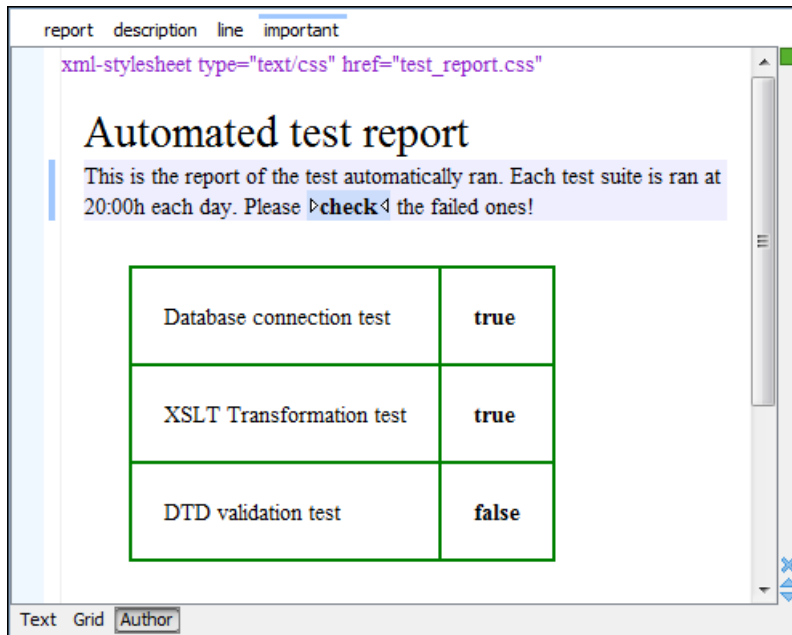 report description line important
xml-stylesheet type="text/css" href="test_report.css"
Automated test report
This is the report of the test automatically ran. Each test suite is ran at
20:00h each day. Please check the failed ones!
Database connection test true
XSLT Transformation test true
DTD validation test false
Text Grid Author